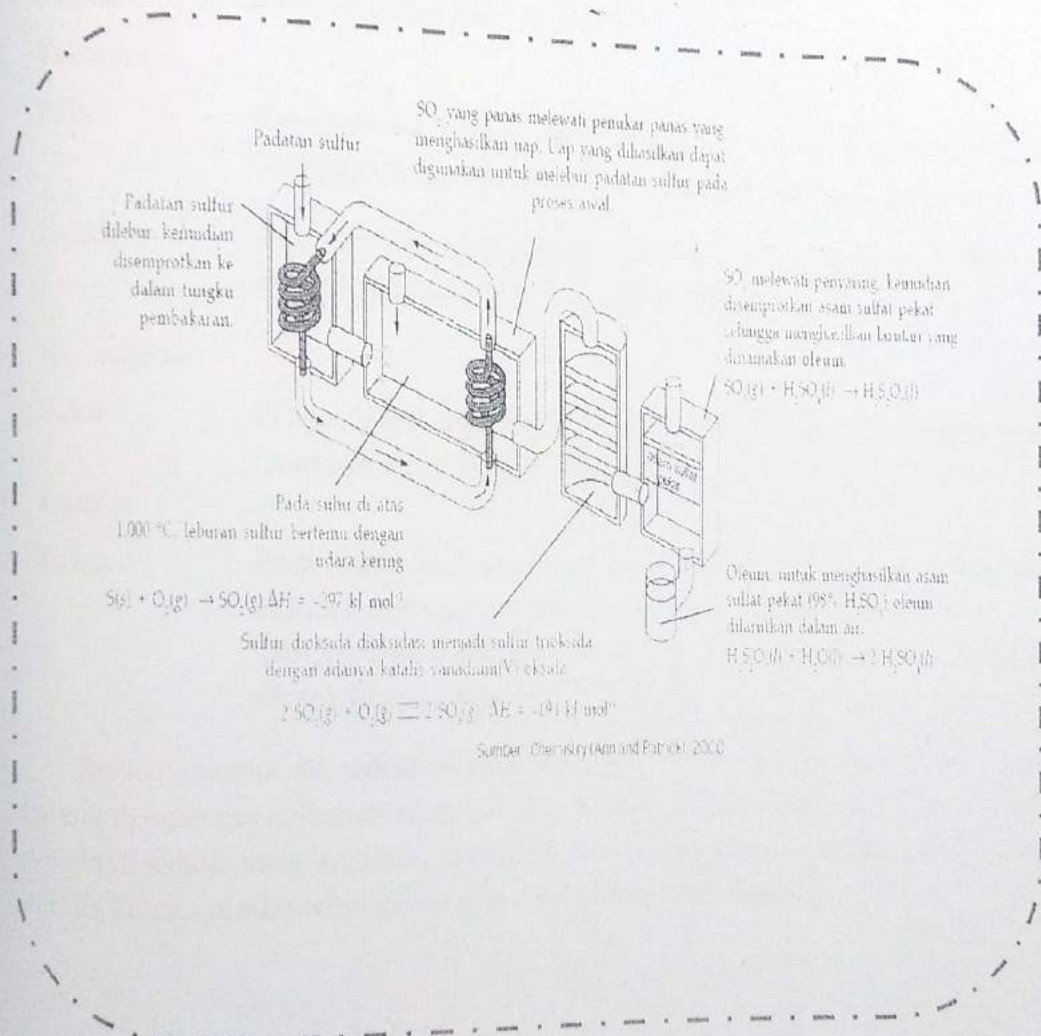 Padatan sulfur
SO₂ yang panas melewati penukar panas yang
menghasilkan uap. Uap yang dihasilkan dapat
digunakan untuk melebur padatan sulfur pada
proses awal.
Padatan sulfur
dilebur, kemudian
disemprotkan ke
dalam tungku
pembakaran.
SO₃ melewati penyaring, kemudian
disemprotkan asam sulfat pekat
sehingga menghasilkan larutan yang
dinamakan oleum.
SO₃(g) + H₂SO₄(l) → H₂S₂O₇(l)
asam sulfat
pekat
Pada suhu di atas
1.000 °C, leburan sulfur bertemu dengan
udara kering
S(s) + O₂(g) → SO₂(g) ΔH = -297 kJ mol⁻¹
Oleum, untuk menghasilkan asam
sulfat pekat (98% H₂SO₄) oleum
dilarutkan dalam air.
H₂S₂O₇(l) + H₂O(l) → 2 H₂SO₄(l)
Sulfur dioksida dioksidasi menjadi sulfur trioksida
dengan adanya katalis vanadium(V) oksida
2 SO₂(g) + O₂(g) ⇌ 2 SO₃(g) ΔH = -191 kJ mol⁻¹
Sumber: Chemistry (Ann and Patrick), 2000